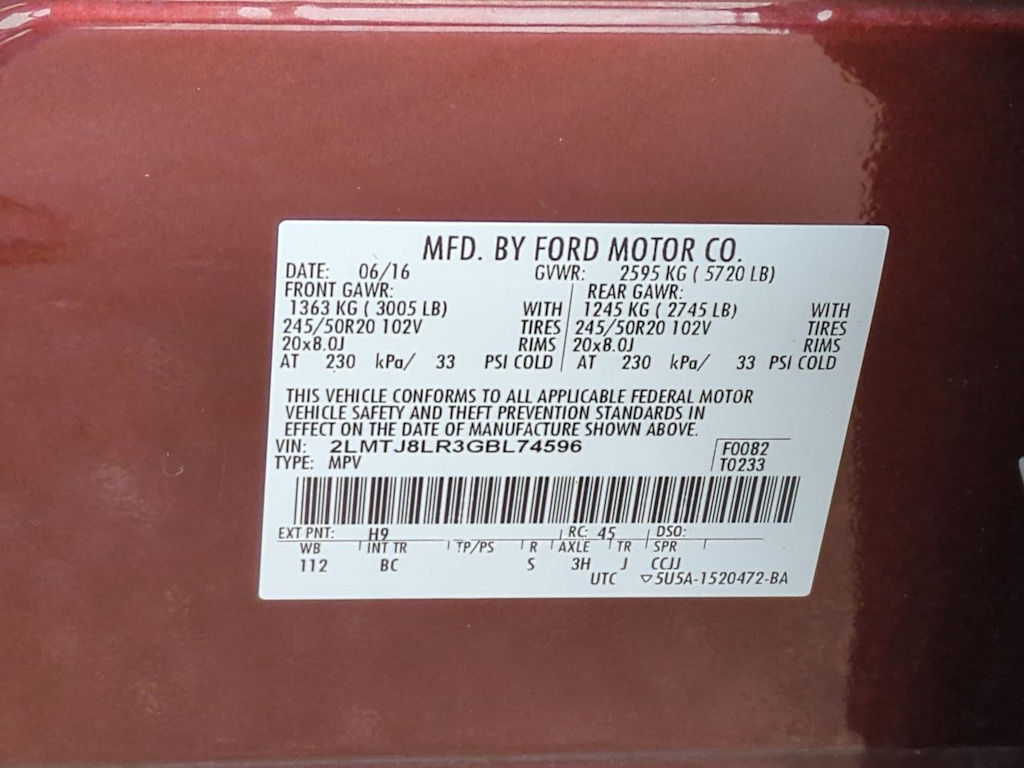 MFD. BY FORD MOTOR CO.
DATE: 06/16 GVWR: 2595 KG ( 5720 LB)
FRONT GAWR: REAR GAWR:
1363 KG ( 3005 LB) WITH 1245 KG ( 2745 LB) WITH
245/50R20 102V TIRES 245/50R20 102V TIRES
20x8.0J RIMS 20x8.0J RIMS
AT 230 kPa/ 33 PSI COLD AT 230 kPa/ 33 PSI COLD
THIS VEHICLE CONFORMS TO ALL APPLICABLE FEDERAL MOTOR
VEHICLE SAFETY AND THEFT PREVENTION STANDARDS IN
EFFECT ON THE DATE OF MANUFACTURE SHOWN ABOVE.
VIN: 2LMTJ8LR3GBL74596 F0082
TYPE: MPV T0233
EXT PNT: H9 RC: 45 DSO:
WB INT TR TP/PS R AXLE TR SPR
112 BC S 3H J CCJJ
UTC ▽5U5A-1520472-BA